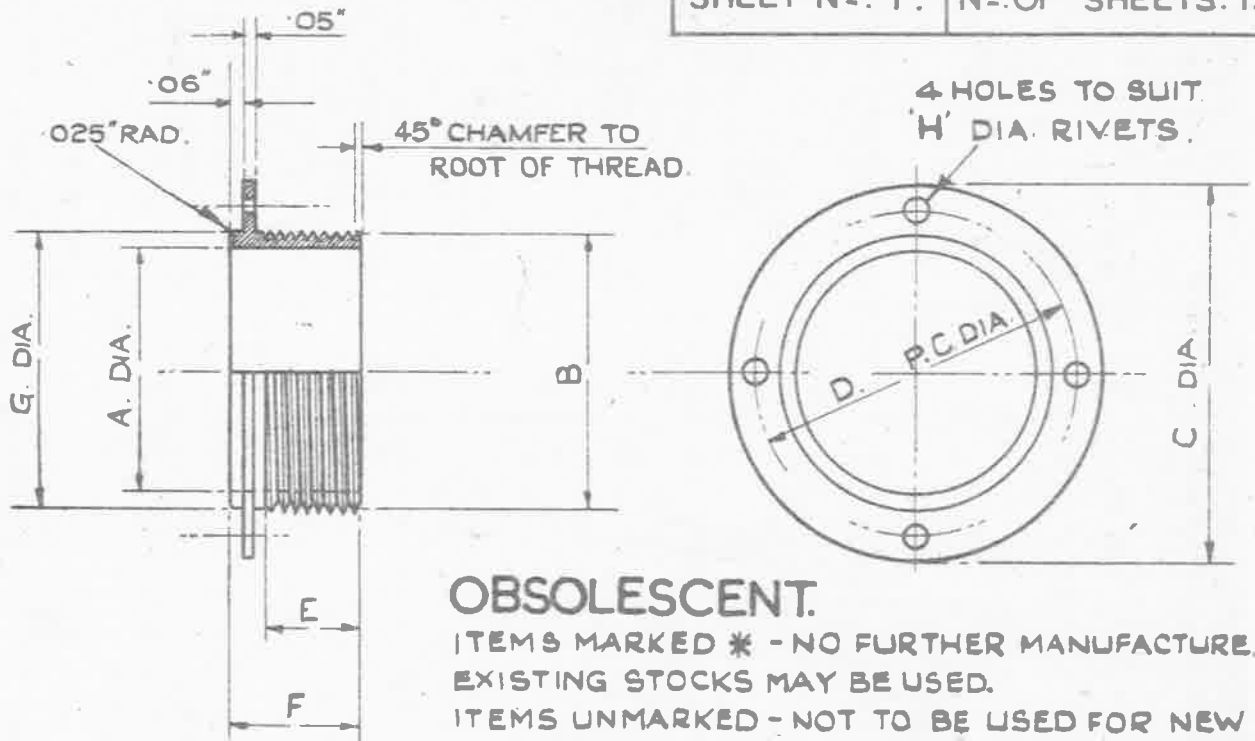 SHEET Nº. 1. Nº. OF SHEETS. 1.
.05"
.06"
.025" RAD.
45° CHAMFER TO
ROOT OF THREAD.
4 HOLES TO SUIT
'H' DIA. RIVETS.
G. DIA.
A. DIA.
B
D. P.C. DIA.
C. DIA.
E
F
OBSOLESCENT.
ITEMS MARKED * - NO FURTHER MANUFACTURE.
EXISTING STOCKS MAY BE USED.
ITEMS UNMARKED - NOT TO BE USED FOR NEW